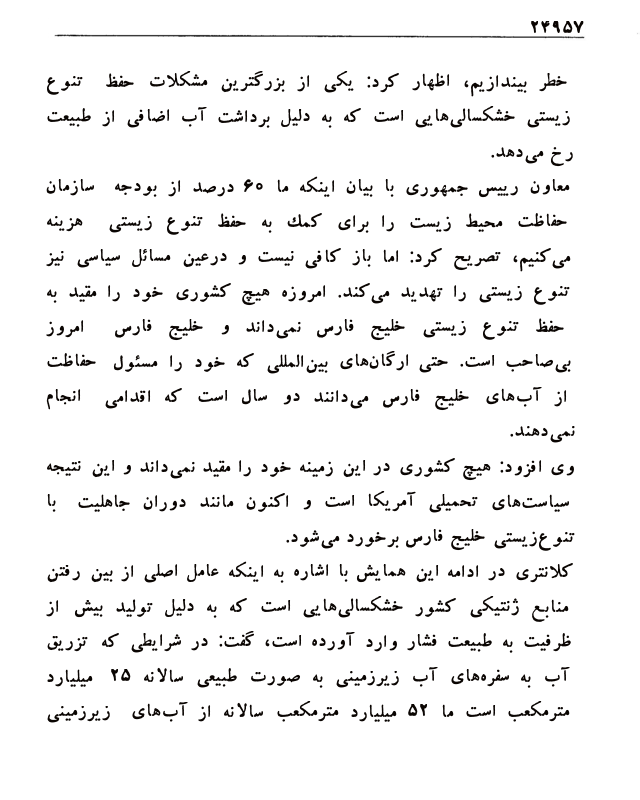 ۲۴۹۵۷
خطر بیندازیم، اظهار کرد: یکی از بزرگترین مشکلات حفظ تنوع
زیستی خشکسالی‌هایی است که به دلیل برداشت آب اضافی از طبیعت
رخ می‌دهد.
معاون رییس جمهوری با بیان اینکه ما ۶۰ درصد از بودجه سازمان
حفاظت محیط زیست را برای کمك به حفظ تنوع زیستی هزینه
می‌کنیم، تصریح کرد: اما باز کافی نیست و درعین مسائل سیاسی نیز
تنوع زیستی را تهدید می‌کند. امروزه هیچ کشوری خود را مقید به
حفظ تنوع زیستی خلیج فارس نمی‌داند و خلیج فارس امروز
بی‌صاحب است. حتی ارگان‌های بین‌المللی که خود را مسئول حفاظت
از آب‌های خلیج فارس می‌دانند دو سال است که اقدامی انجام
نمی‌دهند.
وی افزود: هیچ کشوری در این زمینه خود را مقید نمی‌داند و این نتیجه
سیاست‌های تحمیلی آمریکا است و اکنون مانند دوران جاهلیت با
تنوع‌زیستی خلیج فارس برخورد می‌شود.
کلانتری در ادامه این همایش با اشاره به اینکه عامل اصلی از بین رفتن
منابع ژنتیکی کشور خشکسالی‌هایی است که به دلیل تولید بیش از
ظرفیت به طبیعت فشار وارد آورده است، گفت: در شرایطی که تزریق
آب به سفره‌های آب زیرزمینی به صورت طبیعی سالانه ۲۵ میلیارد
مترمکعب است ما ۵۲ میلیارد مترمکعب سالانه از آب‌های زیرزمینی